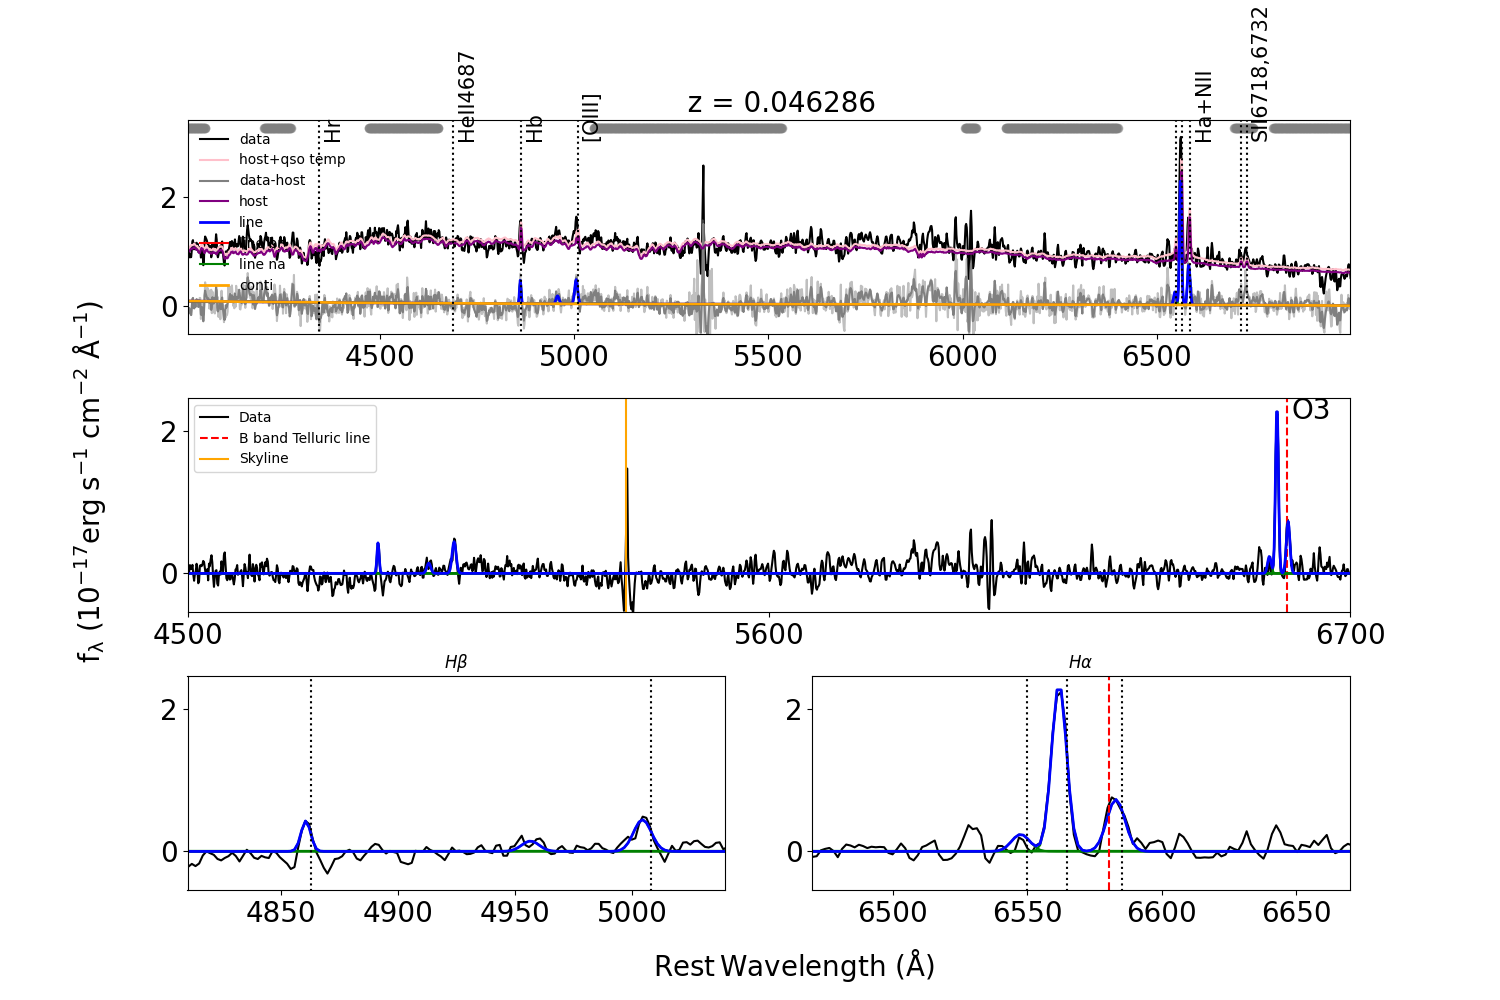 z = 0.046286
Hr
HeII4687
Hb
[OIII]
Ha+NII
SII6718,6732
data
host+qso temp
data-host
host
line
line na
conti
2
0
4500
5000
5500
6000
6500
fλ (10−17erg s−1 cm−2 Å−1)
Data
B band Telluric line
Skyline
O3
2
0
4500
5600
6700
Hβ
Hα
2
0
4850
4900
4950
5000
2
0
6500
6550
6600
6650
Rest Wavelength (Å)